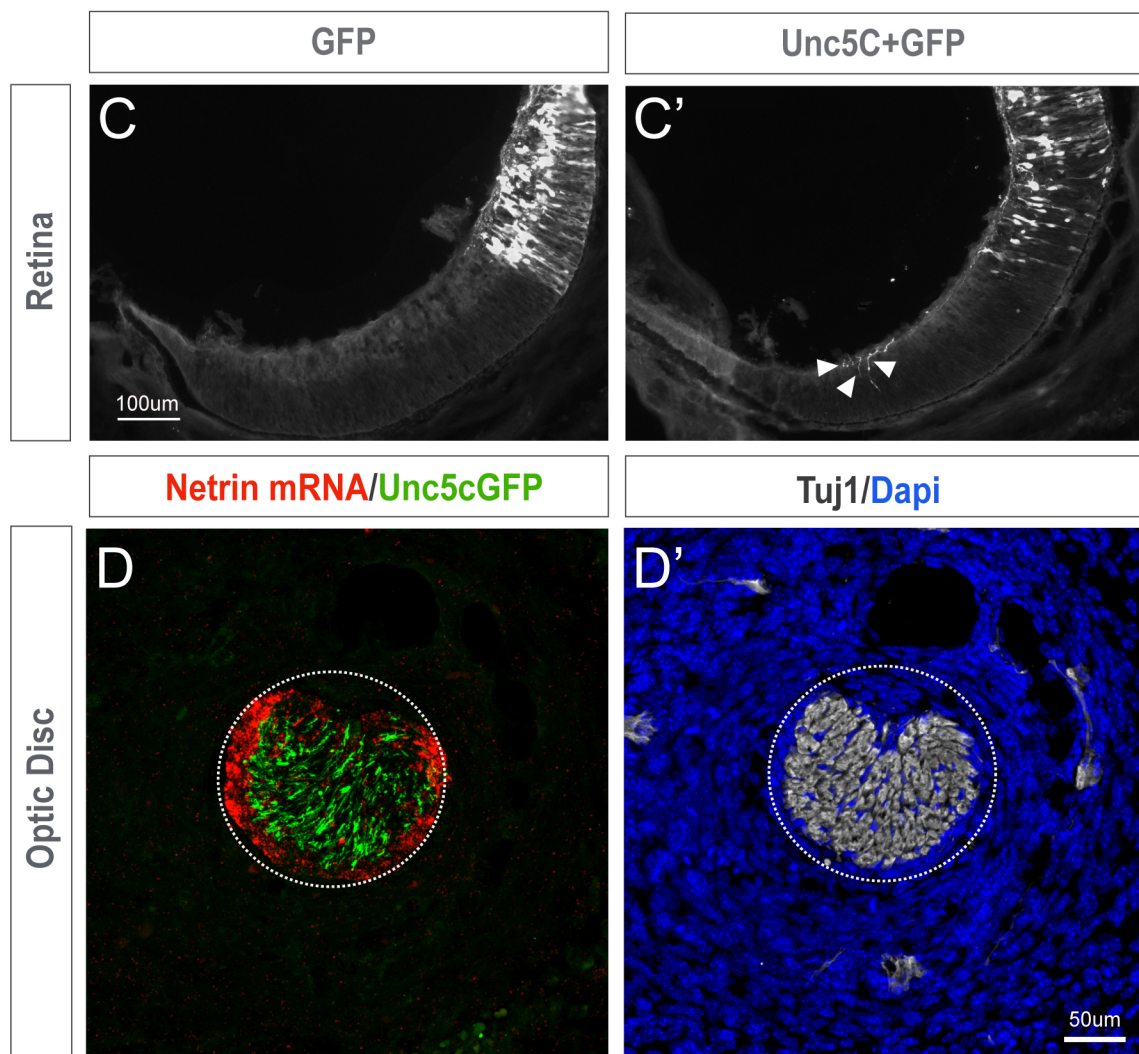 GFP
Unc5C+GFP
Retina
C
C’
100um
Netrin mRNA/Unc5cGFP
Tuj1/Dapi
Optic Disc
D
D’
50um